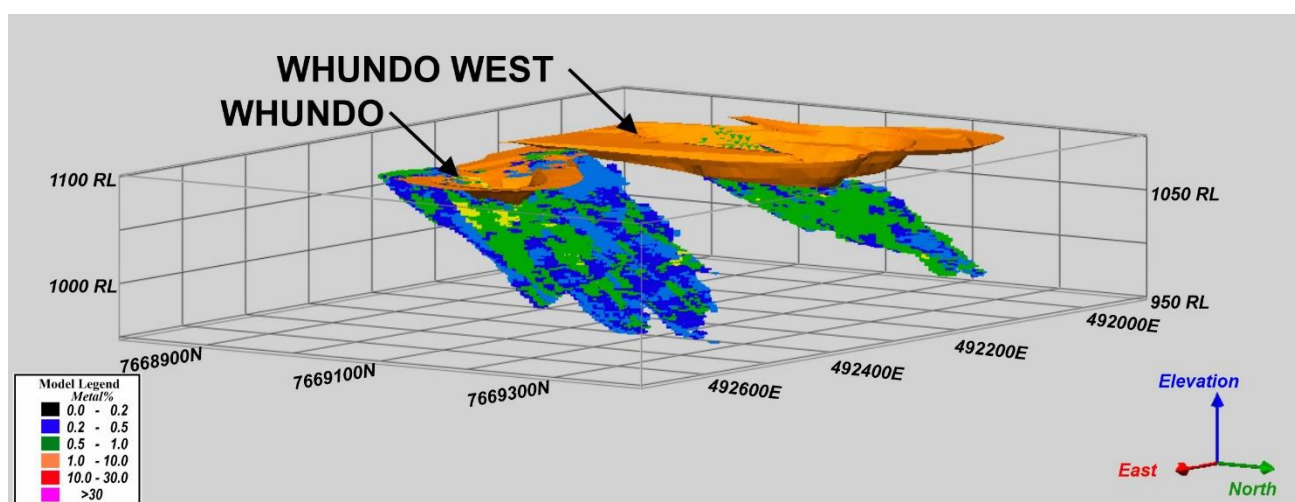 WHUNDO WEST
WHUNDO
1100 RL
1050 RL
1000 RL
950 RL
7668900N
7669100N
7669300N
492600E
492400E
492200E
492000E
Model Legend
Metal%
0.0 - 0.2
0.2 - 0.5
0.5 - 1.0
1.0 - 10.0
10.0 - 30.0
>30
Elevation
East
North